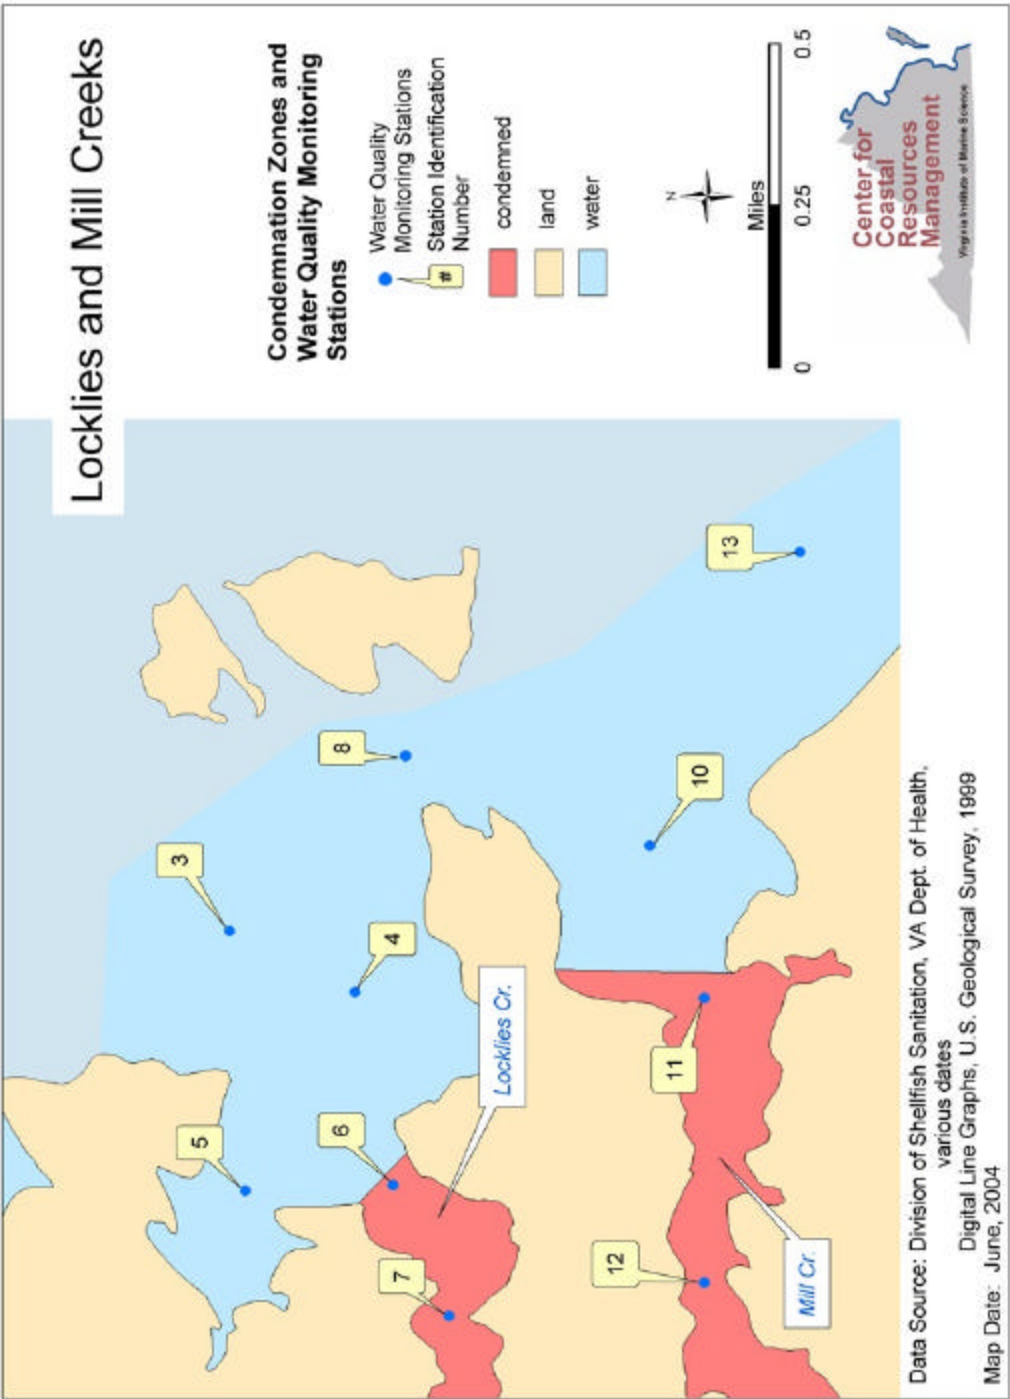 Locklies and Mill Creeks
Condemnation Zones and
Water Quality Monitoring
Stations
Water Quality
Monitoring Stations
#
Station Identification
Number
condemned
land
water
N
Miles
0
0.25
0.5
Center for
Coastal
Resources
Management
Virginia Institute of Marine Science
3
4
5
6
7
8
10
11
12
13
Locklies Cr.
Mill Cr.
Data Source: Division of Shellfish Sanitation, VA Dept. of Health,
various dates
Digital Line Graphs, U.S. Geological Survey, 1999
Map Date: June, 2004